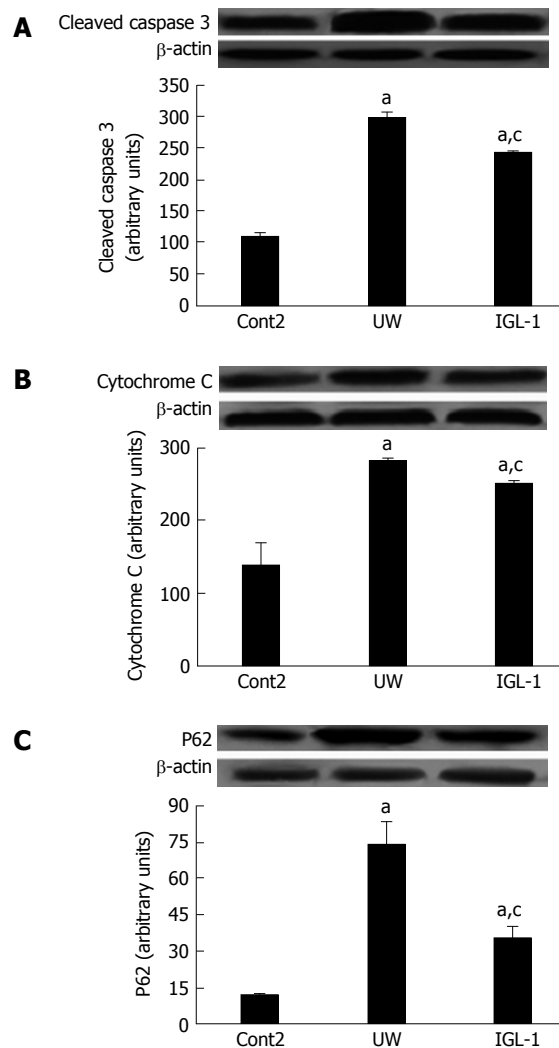 A
Cleaved caspase 3
β-actin
Cleaved caspase 3
(arbitrary units)
350
300
250
200
150
100
50
0
a
a,c
Cont2 UW IGL-1
B
Cytochrome C
β-actin
Cytochrome C (arbitrary units)
300
200
100
0
a
a,c
Cont2 UW IGL-1
C
P62
β-actin
P62 (arbitrary units)
90
75
60
45
30
15
0
a
a,c
Cont2 UW IGL-1